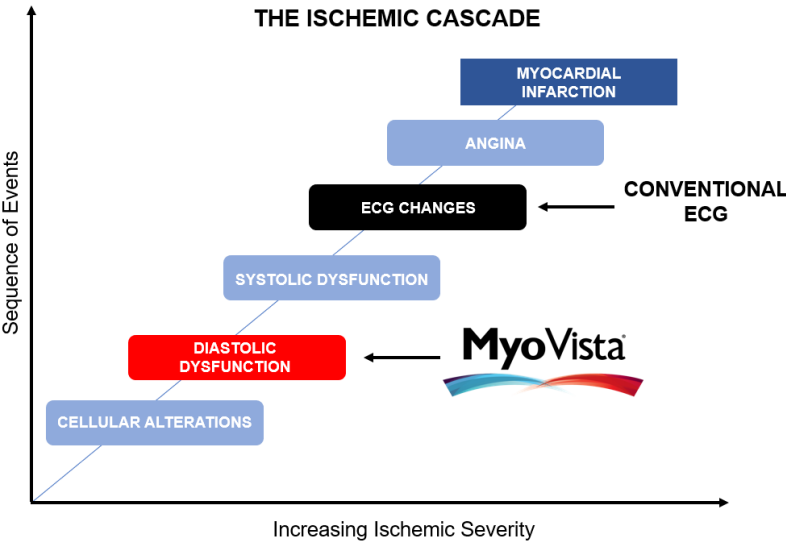 THE ISCHEMIC CASCADE
MYOCARDIAL
INFARCTION
ANGINA
ECG CHANGES
CONVENTIONAL
ECG
SYSTOLIC DYSFUNCTION
DIASTOLIC
DYSFUNCTION
MyoVista®
CELLULAR ALTERATIONS
Sequence of Events
Increasing Ischemic Severity